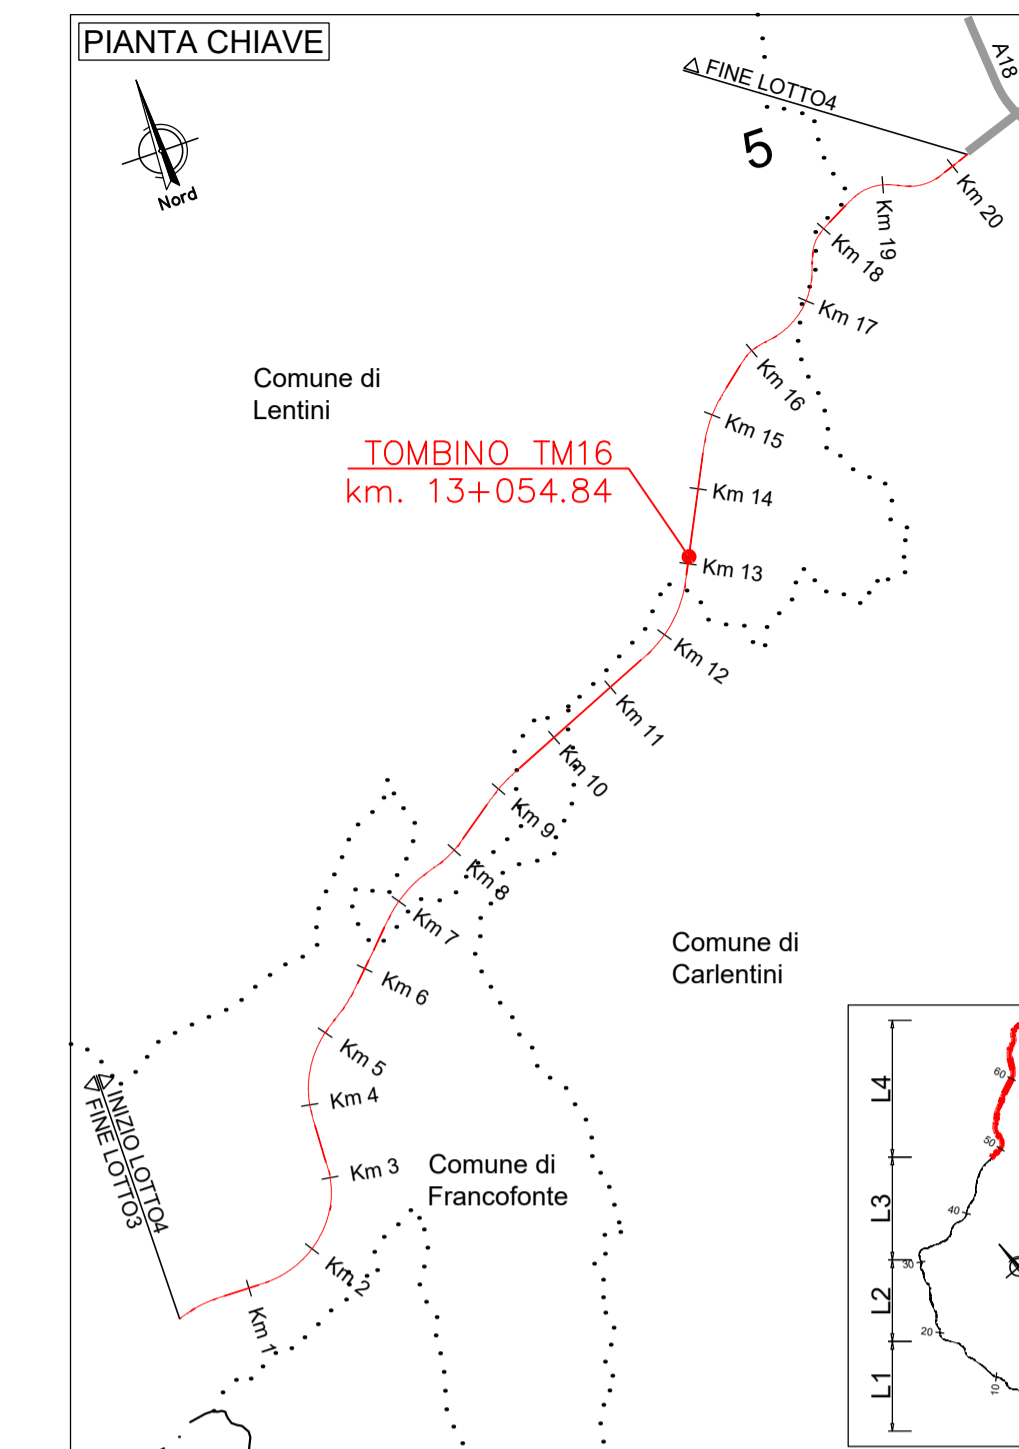 PIANTA CHIAVE
Nord
FINE LOTTO4
A18
5
Km 20
Km 19
Km 18
Km 17
Km 16
Comune di
Lentini
Km 15
TOMBINO TM16
km. 13+054.84
Km 14
Km 13
Km 12
Km 11
Km 10
Km 9
Km 8
Km 7
Comune di
Carlentini
Km 6
Km 5
Km 4
INIZIO LOTTO4
FINE LOTTO3
Km 3
Comune di
Francofonte
Km 2
Km 1
L4
L3
L2
L1
60
50
40
30
20
10